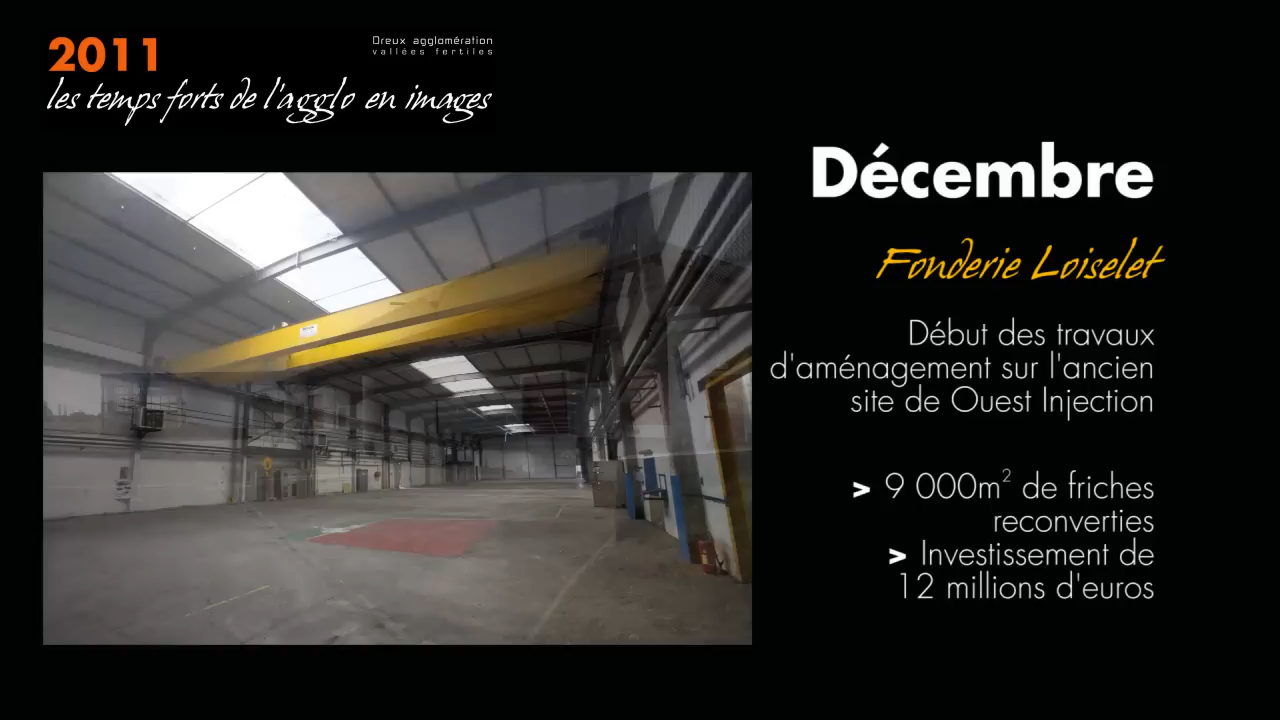 2011
Dreux agglomération
vallées fertiles
les temps forts de l'agglo en images
Décembre
Fonderie Loiselet
Début des travaux
d'aménagement sur l'ancien
site de Ouest Injection
> 9 000m² de friches
reconverties
> Investissement de
12 millions d'euros